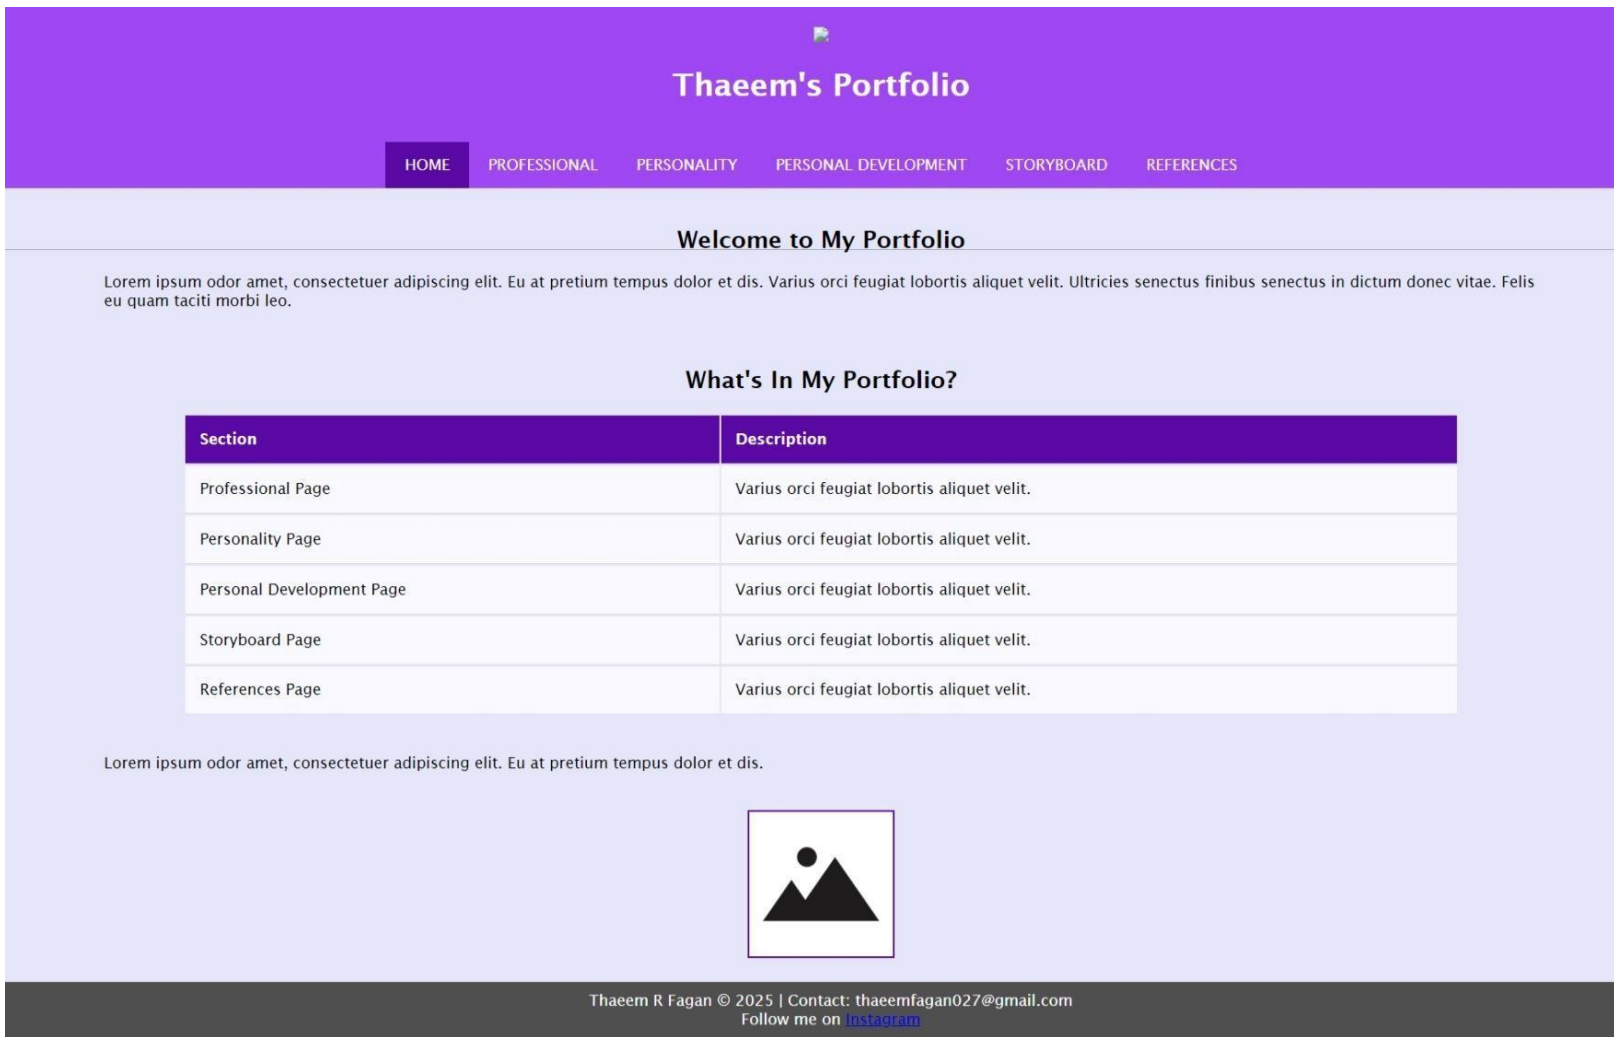 Thaeem's Portfolio
HOME PROFESSIONAL PERSONALITY PERSONAL DEVELOPMENT STORYBOARD REFERENCES
Welcome to My Portfolio
Lorem ipsum odor amet, consectetuer adipiscing elit. Eu at pretium tempus dolor et dis. Varius orci feugiat lobortis aliquet velit. Ultricies senectus finibus senectus in dictum donec vitae. Felis
eu quam taciti morbi leo.
What's In My Portfolio?
Section Description
Professional Page Varius orci feugiat lobortis aliquet velit.
Personality Page Varius orci feugiat lobortis aliquet velit.
Personal Development Page Varius orci feugiat lobortis aliquet velit.
Storyboard Page Varius orci feugiat lobortis aliquet velit.
References Page Varius orci feugiat lobortis aliquet velit.
Lorem ipsum odor amet, consectetuer adipiscing elit. Eu at pretium tempus dolor et dis.
Thaeem R Fagan © 2025 | Contact: thaeemfagan027@gmail.com
Follow me on Instagram